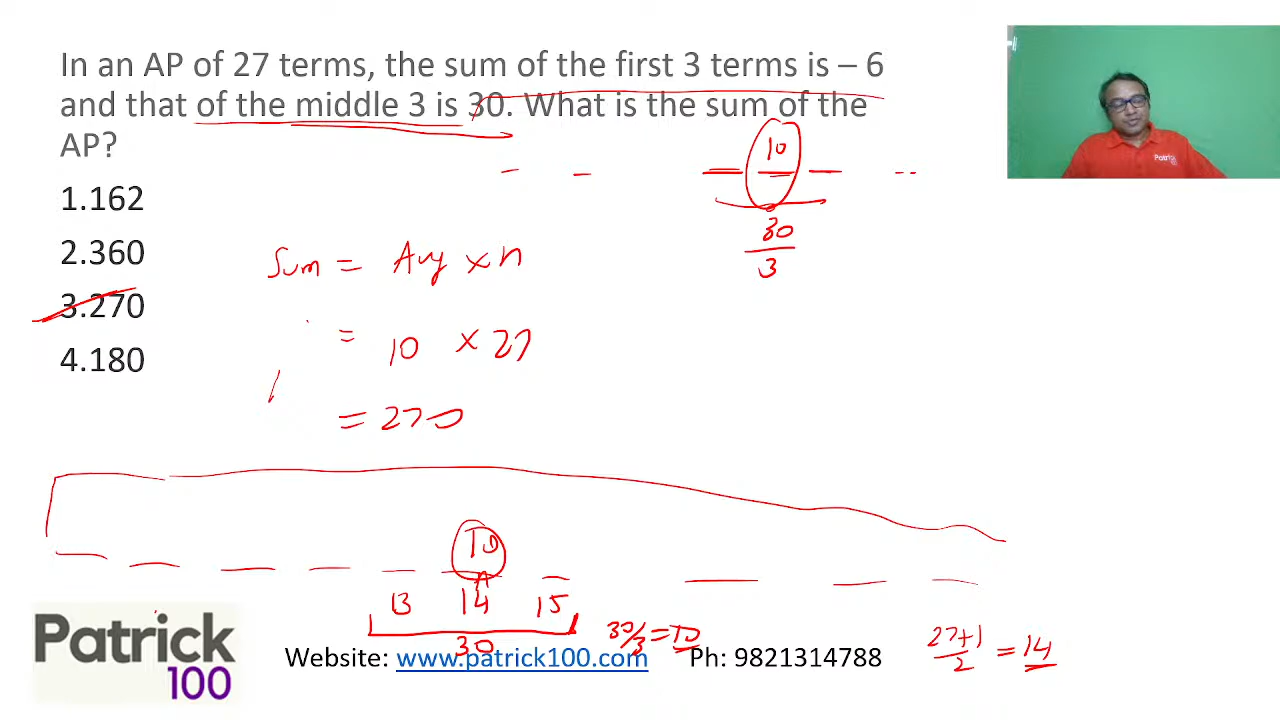 In an AP of 27 terms, the sum of the first 3 terms is – 6
and that of the middle 3 is 30. What is the sum of the
AP?
10
30
3
1.162
2.360
3.270
4.180
Sum = Avg × n
= 10 × 27
= 270
10
13 14 15
30
30/3 = 10
27+1
2
= 14
Patrick
100
Website: www.patrick100.com Ph: 9821314788